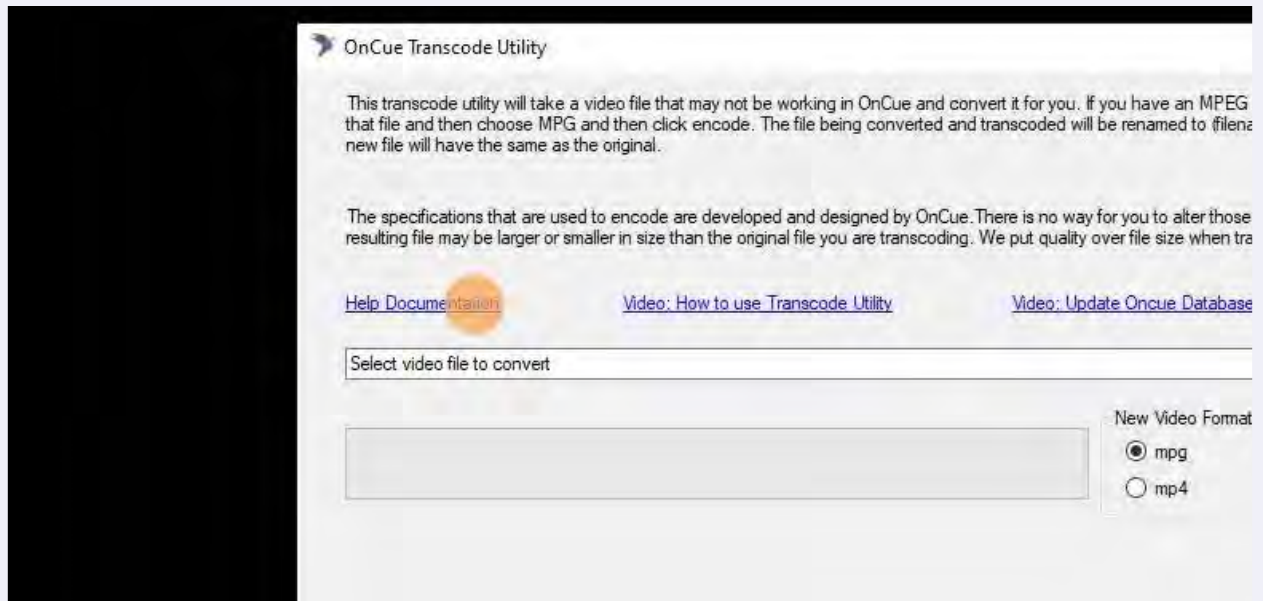 OnCue Transcode Utility
This transcode utility will take a video file that may not be working in OnCue and convert it for you. If you have an MPEG
that file and then choose MPG and then click encode. The file being converted and transcoded will be renamed to (filena
new file will have the same as the original.
The specifications that are used to encode are developed and designed by OnCue.There is no way for you to alter those
resulting file may be larger or smaller in size than the original file you are transcoding. We put quality over file size when tra
Help Documentation Video: How to use Transcode Utility Video: Update Oncue Database
Select video file to convert
New Video Format
mpg
mp4